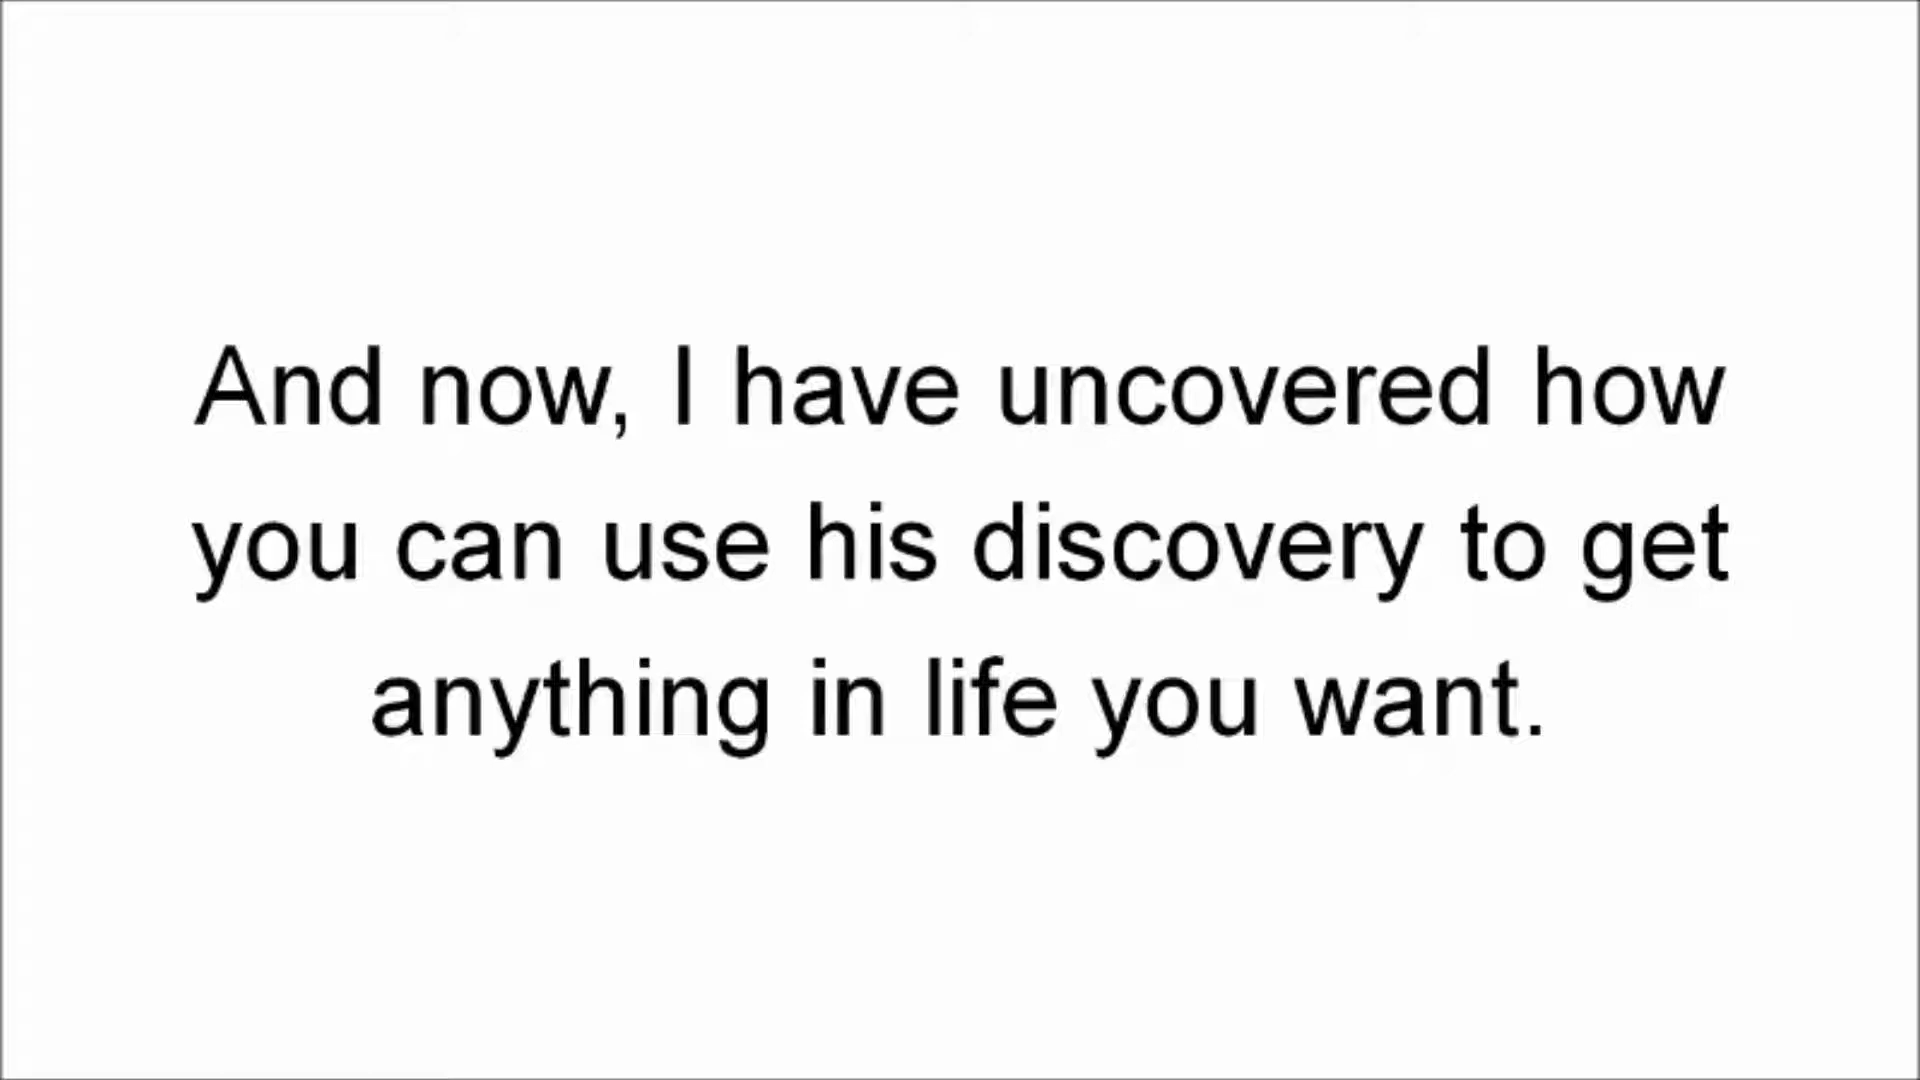 And now, I have uncovered how
you can use his discovery to get
anything in life you want.